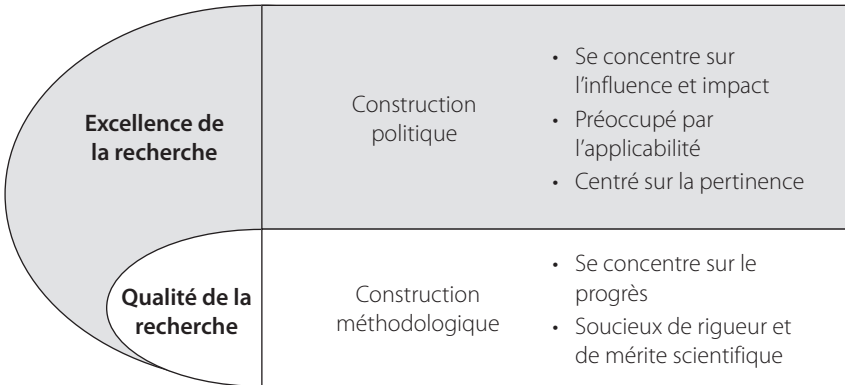 Excellence de
la recherche
Construction
politique
• Se concentre sur
l'influence et impact
• Préoccupé par
l'applicabilité
• Centré sur la pertinence
Qualité de la
recherche
Construction
méthodologique
• Se concentre sur le
progrès
• Soucieux de rigueur et
de mérite scientifique